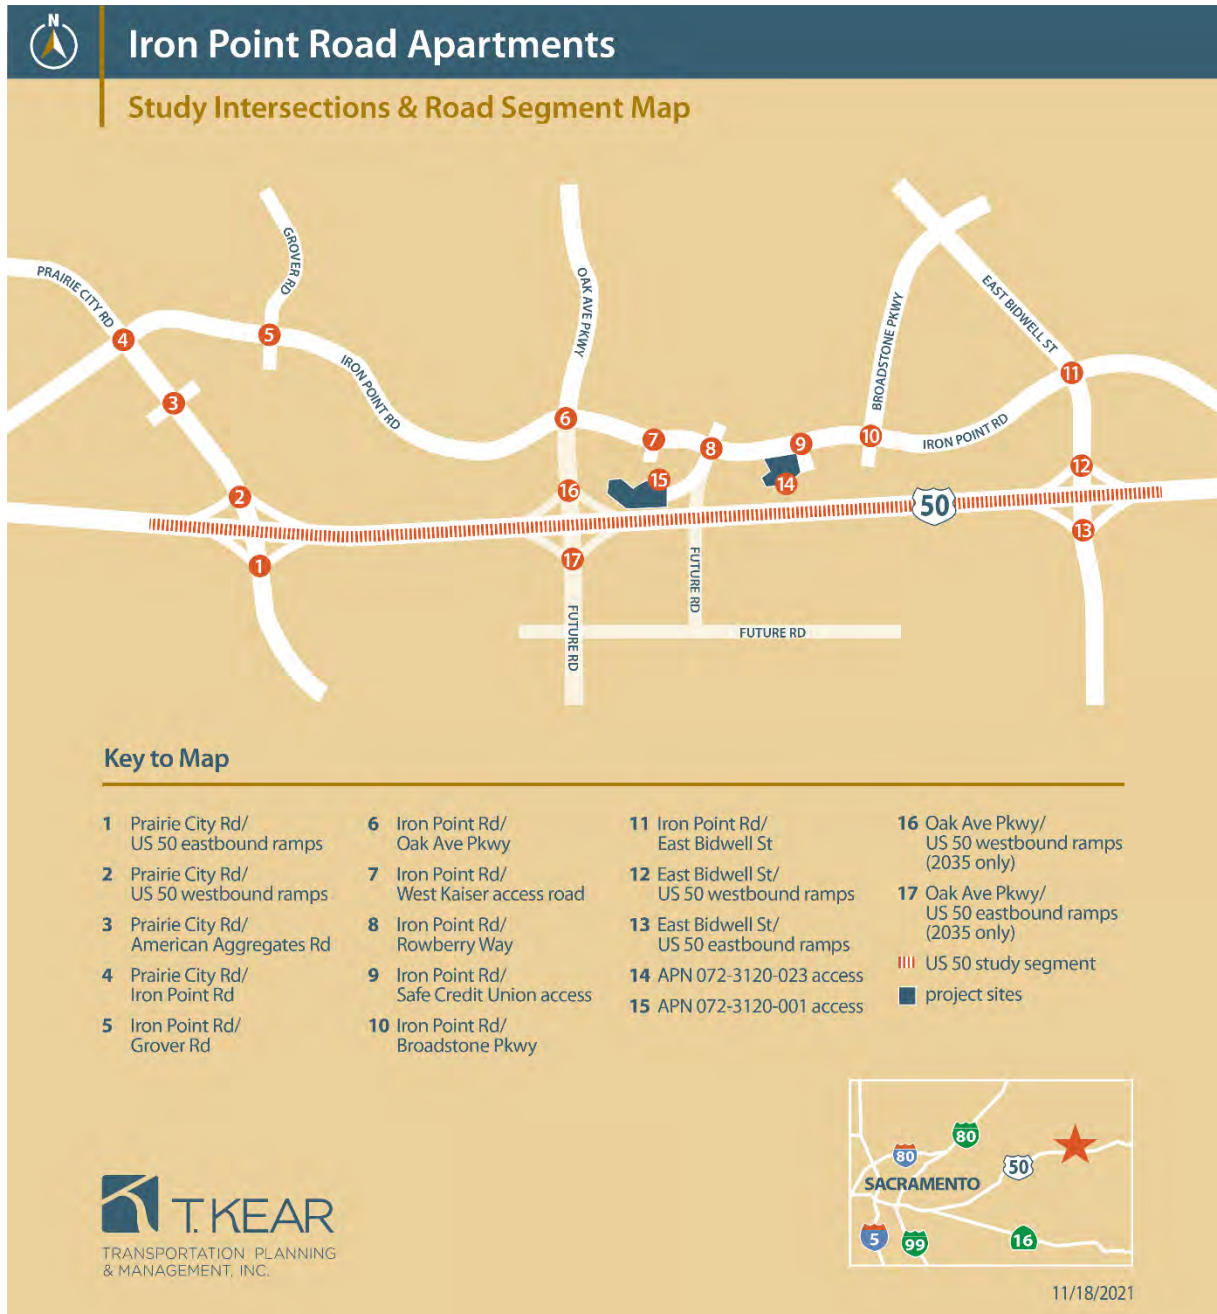 N
Iron Point Road Apartments
Study Intersections & Road Segment Map
PRAIRIE CITY RD
GROVER RD
OAK AVE PKWY
IRON POINT RD
BROADSTONE PKWY
EAST BIDWELL ST
IRON POINT RD
4
5
3
6
7
8
9
10
11
2
16
15
14
12
50
1
17
13
FUTURE RD
FUTURE RD
FUTURE RD
Key to Map
1 Prairie City Rd/
US 50 eastbound ramps
2 Prairie City Rd/
US 50 westbound ramps
3 Prairie City Rd/
American Aggregates Rd
4 Prairie City Rd/
Iron Point Rd
5 Iron Point Rd/
Grover Rd
6 Iron Point Rd/
Oak Ave Pkwy
7 Iron Point Rd/
West Kaiser access road
8 Iron Point Rd/
Rowberry Way
9 Iron Point Rd/
Safe Credit Union access
10 Iron Point Rd/
Broadstone Pkwy
11 Iron Point Rd/
East Bidwell St
12 East Bidwell St/
US 50 westbound ramps
13 East Bidwell St/
US 50 eastbound ramps
14 APN 072-3120-023 access
15 APN 072-3120-001 access
16 Oak Ave Pkwy/
US 50 westbound ramps
(2035 only)
17 Oak Ave Pkwy/
US 50 eastbound ramps
(2035 only)
US 50 study segment
project sites
80
80
50
SACRAMENTO
5
99
16
T. KEAR
TRANSPORTATION PLANNING
& MANAGEMENT, INC.
11/18/2021